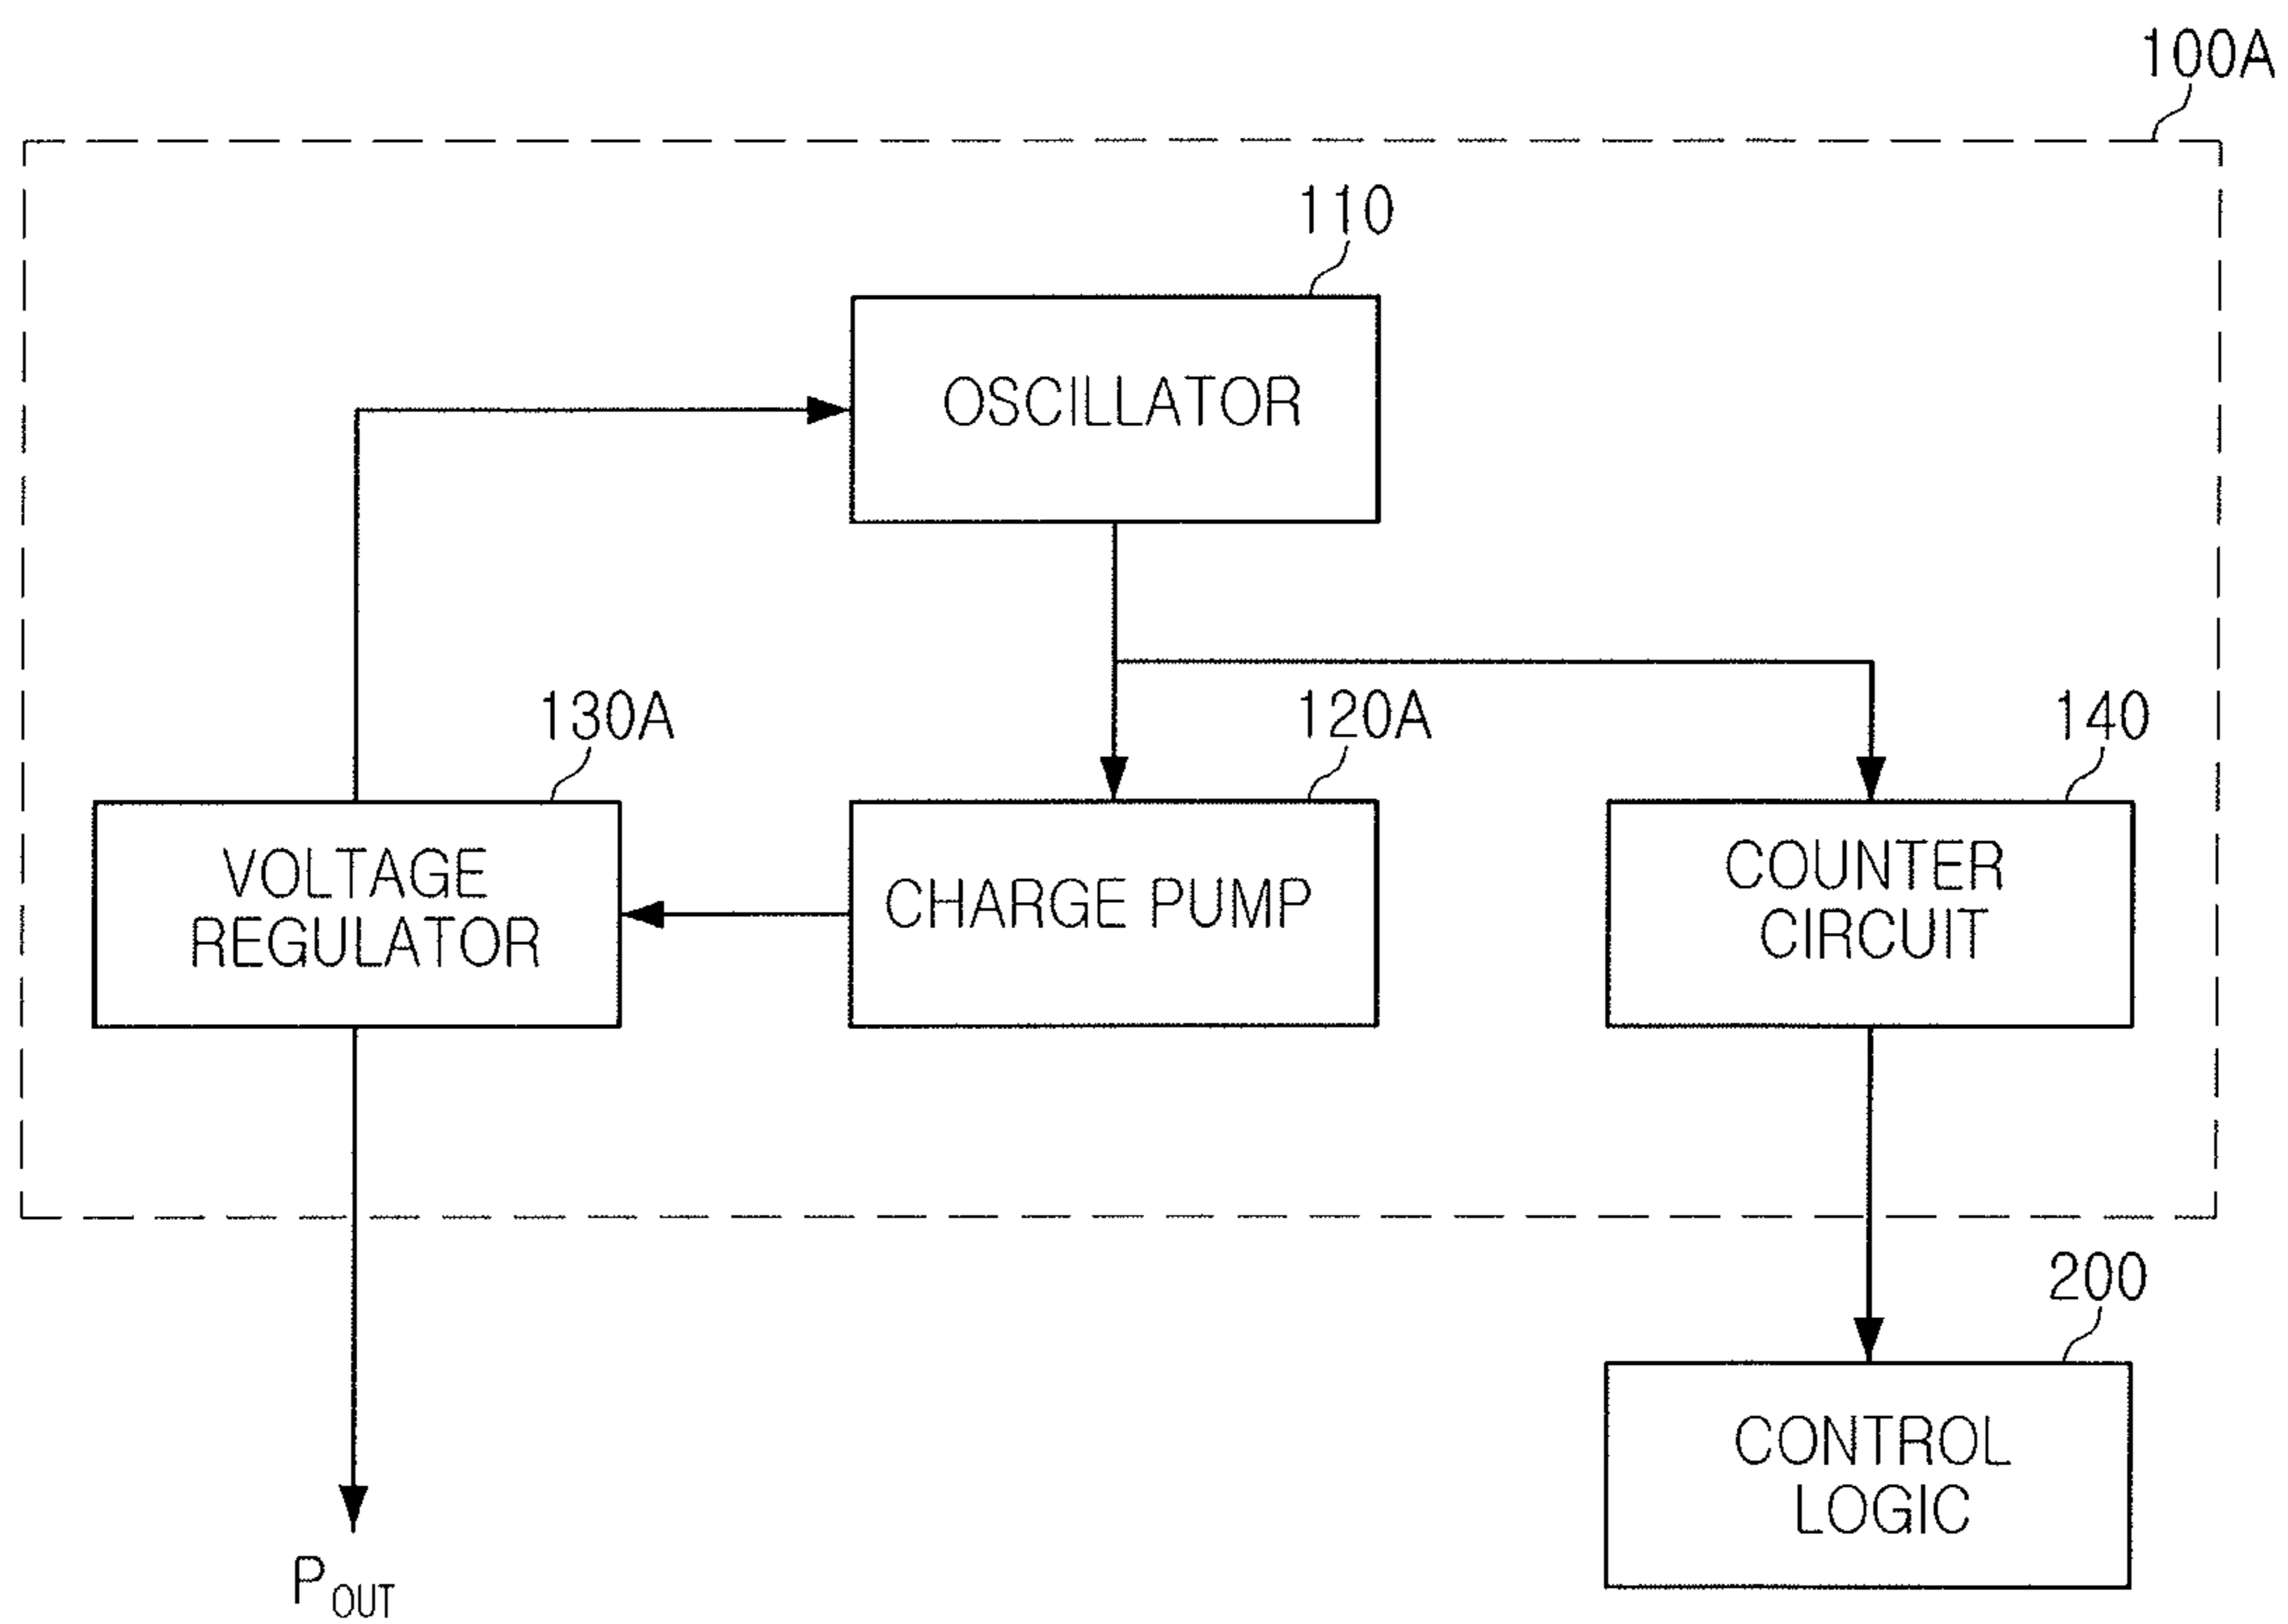 100A
110
OSCILLATOR
130A
120A
140
VOLTAGE
REGULATOR
CHARGE PUMP
COUNTER
CIRCUIT
200
CONTROL
LOGIC
POUT